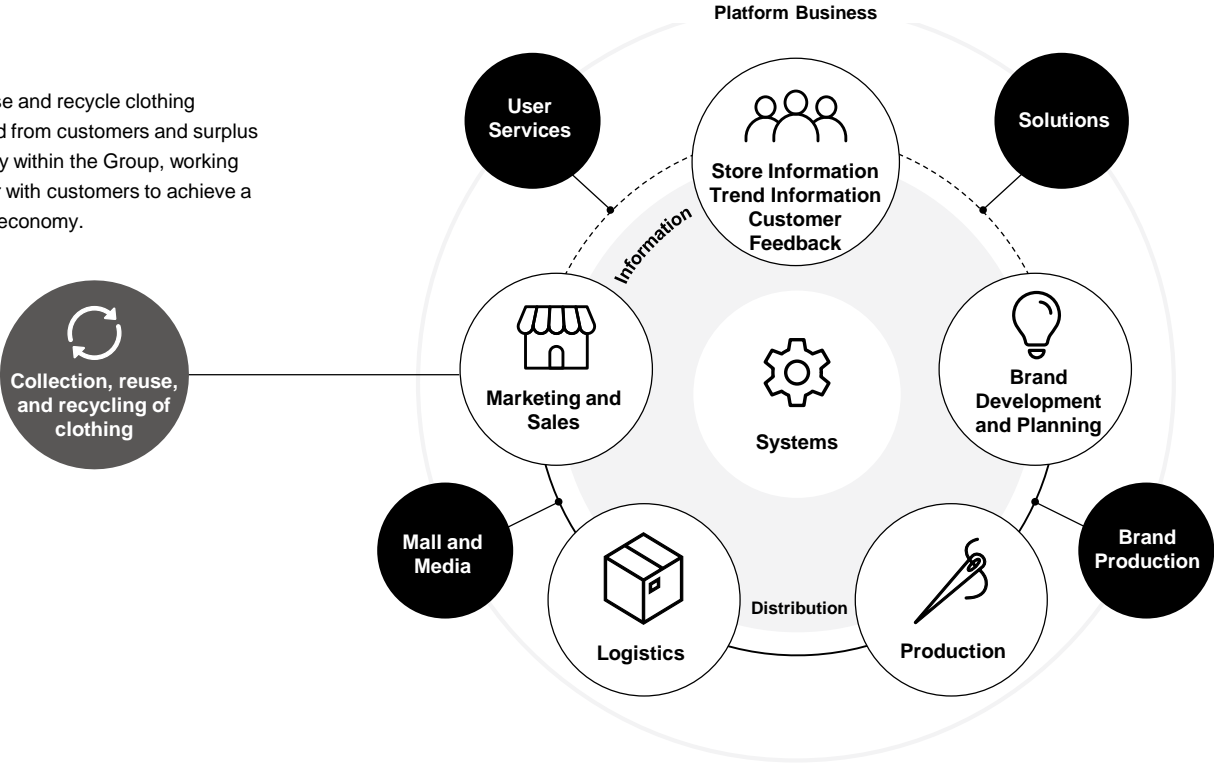 Platform Business
and recycle clothing
from customers and surplus
within the Group, working
with customers to achieve a
economy.
User
Services
Solutions
Store Information
Trend Information
Customer
Feedback
Information
Collection, reuse,
and recycling of
clothing
Marketing and
Sales
Systems
Brand
Development
and Planning
Mall and
Media
Brand
Production
Logistics
Distribution
Production